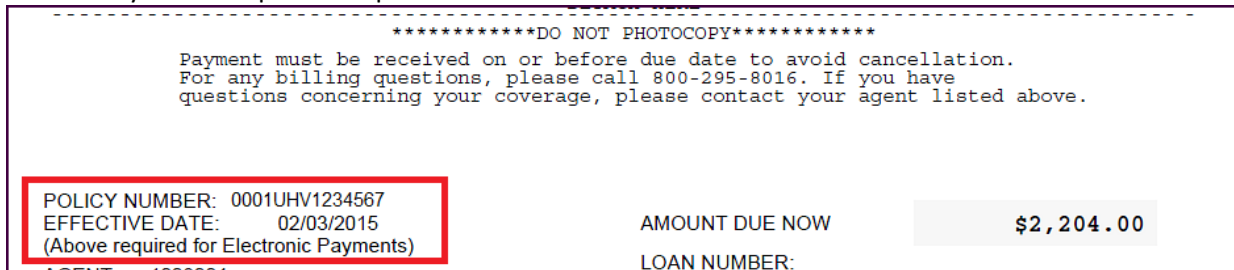 ************DO NOT PHOTOCOPY************
Payment must be received on or before due date to avoid cancellation.
For any billing questions, please call 800-295-8016. If you have
questions concerning your coverage, please contact your agent listed above.
POLICY NUMBER: 0001UHV1234567
EFFECTIVE DATE: 02/03/2015
(Above required for Electronic Payments)
AMOUNT DUE NOW $2,204.00
LOAN NUMBER: